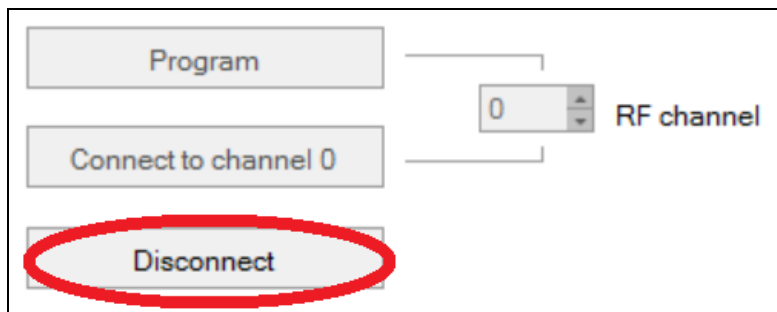 Program
0
RF channel
Connect to channel 0
Disconnect